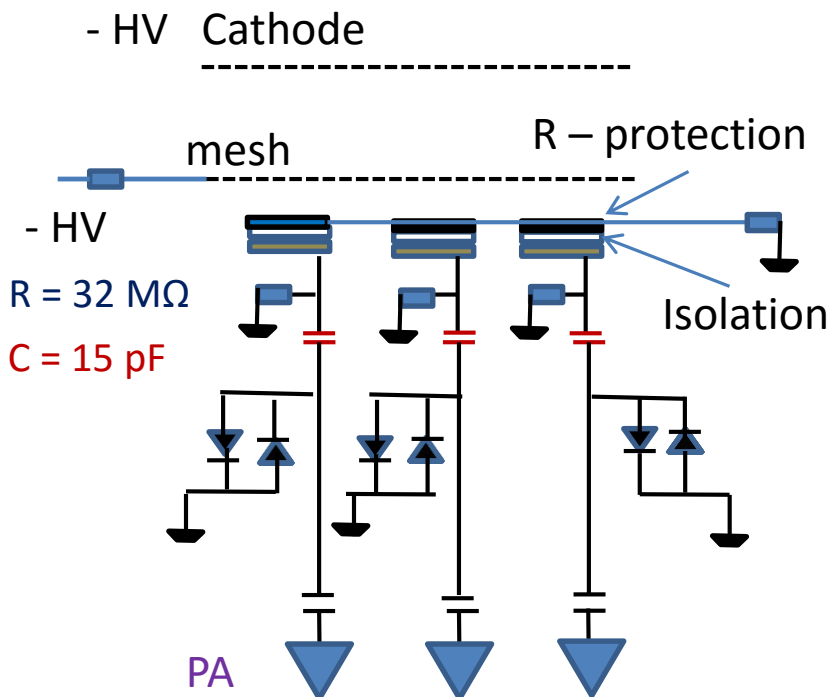 - HV Cathode
mesh
R – protection
- HV
R = 32 MΩ
Isolation
C = 15 pF
PA